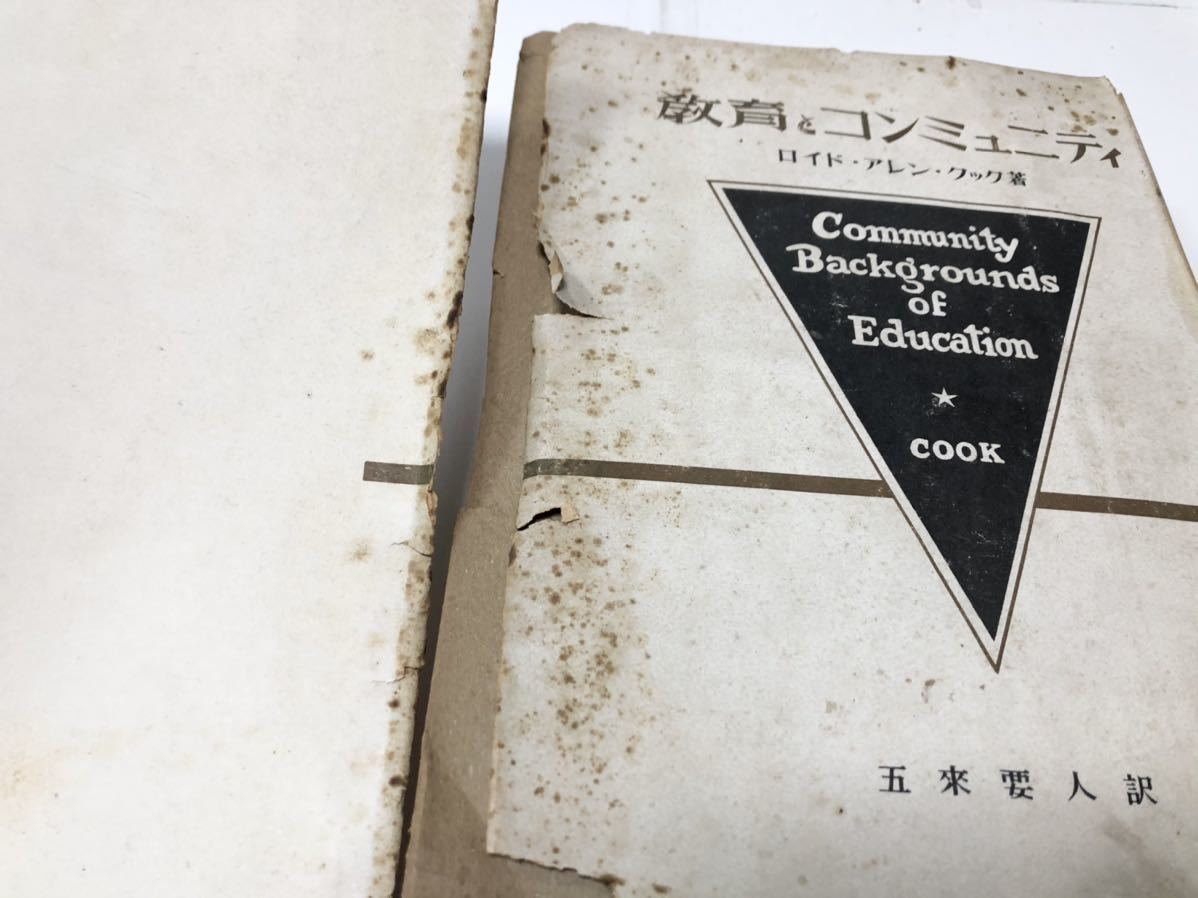 教育とコンミュニティ
ロイド・アレン・クック著
Community
Backgrounds
of
Education
★
COOK
五來要人訳